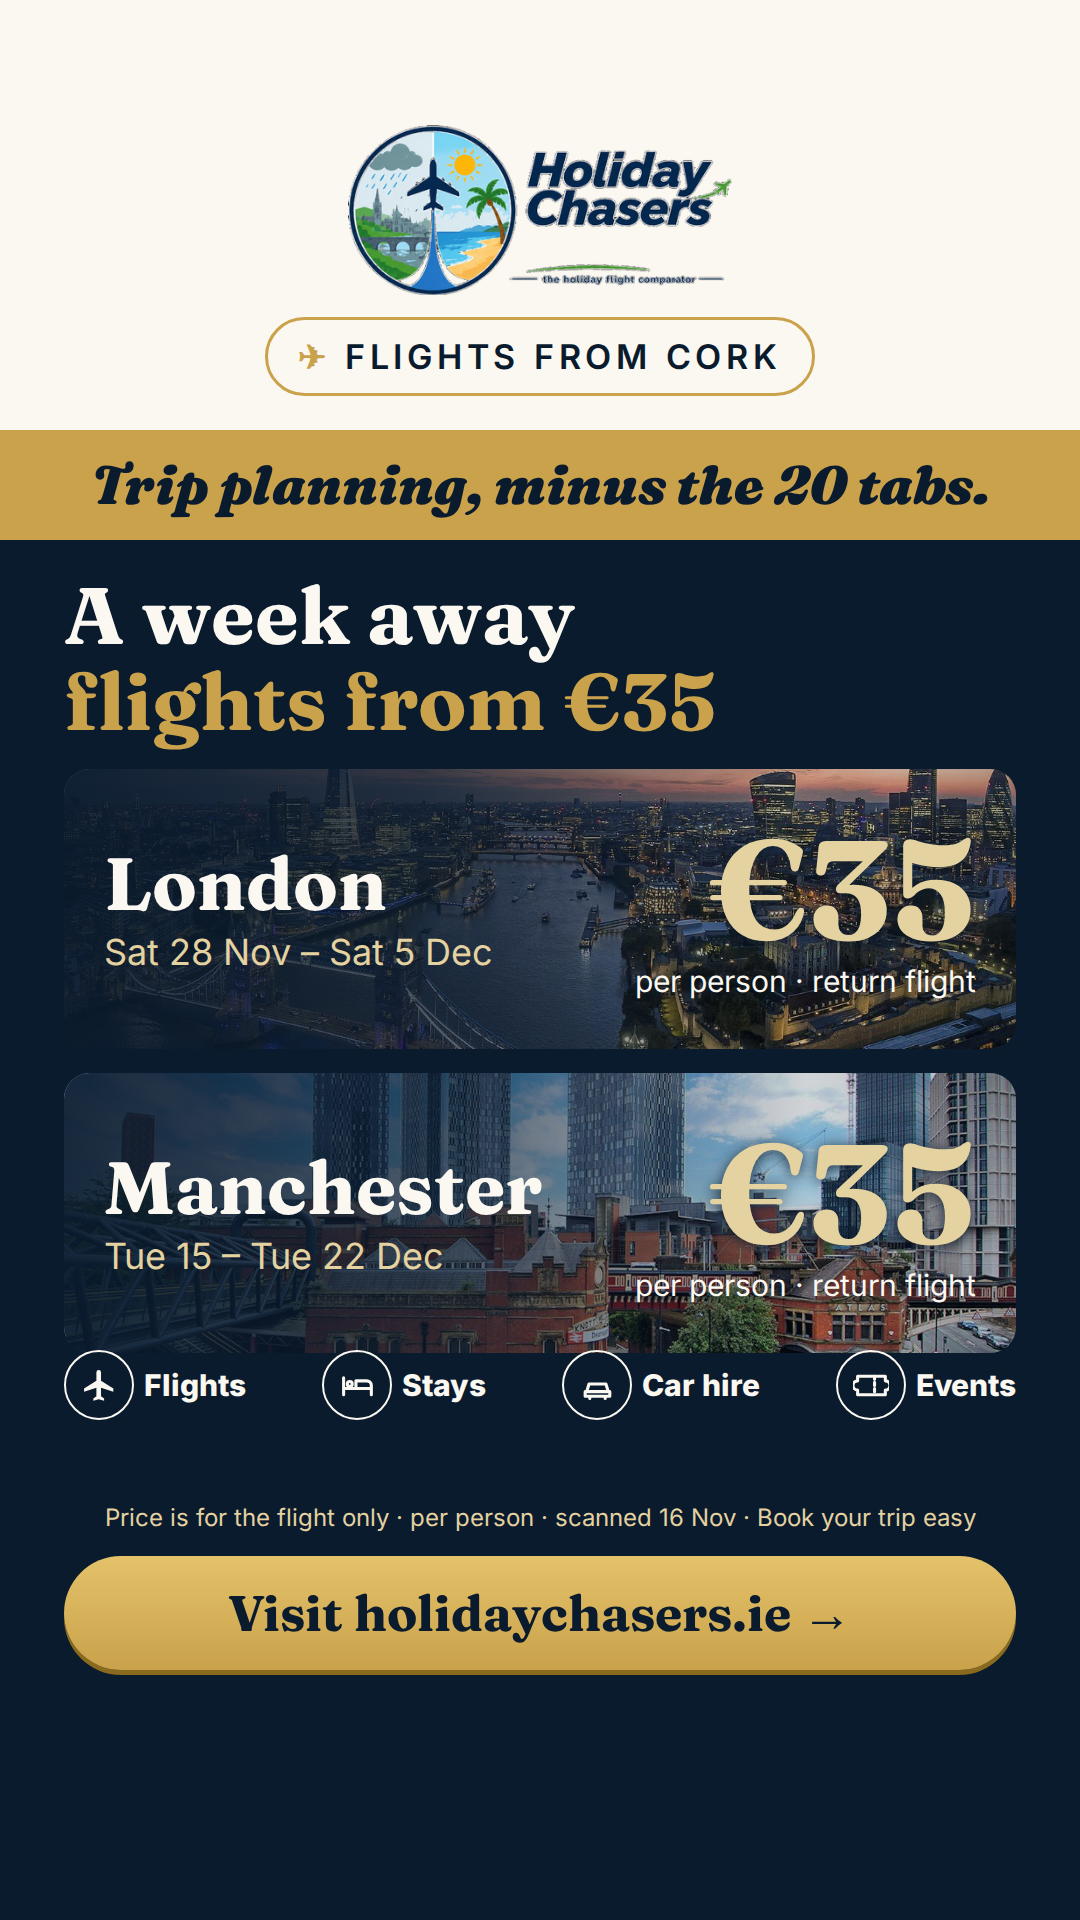 Holiday
Chasers
the holiday flight comparator
✈ FLIGHTS FROM CORK
Trip planning, minus the 20 tabs.
A week away
flights from €35
London
Sat 28 Nov – Sat 5 Dec
€35
per person · return flight
Manchester
Tue 15 – Tue 22 Dec
€35
per person · return flight
ATLAS
KNOTT
Flights
Stays
Car hire
Events
Price is for the flight only · per person · scanned 16 Nov · Book your trip easy
Visit holidaychasers.ie →